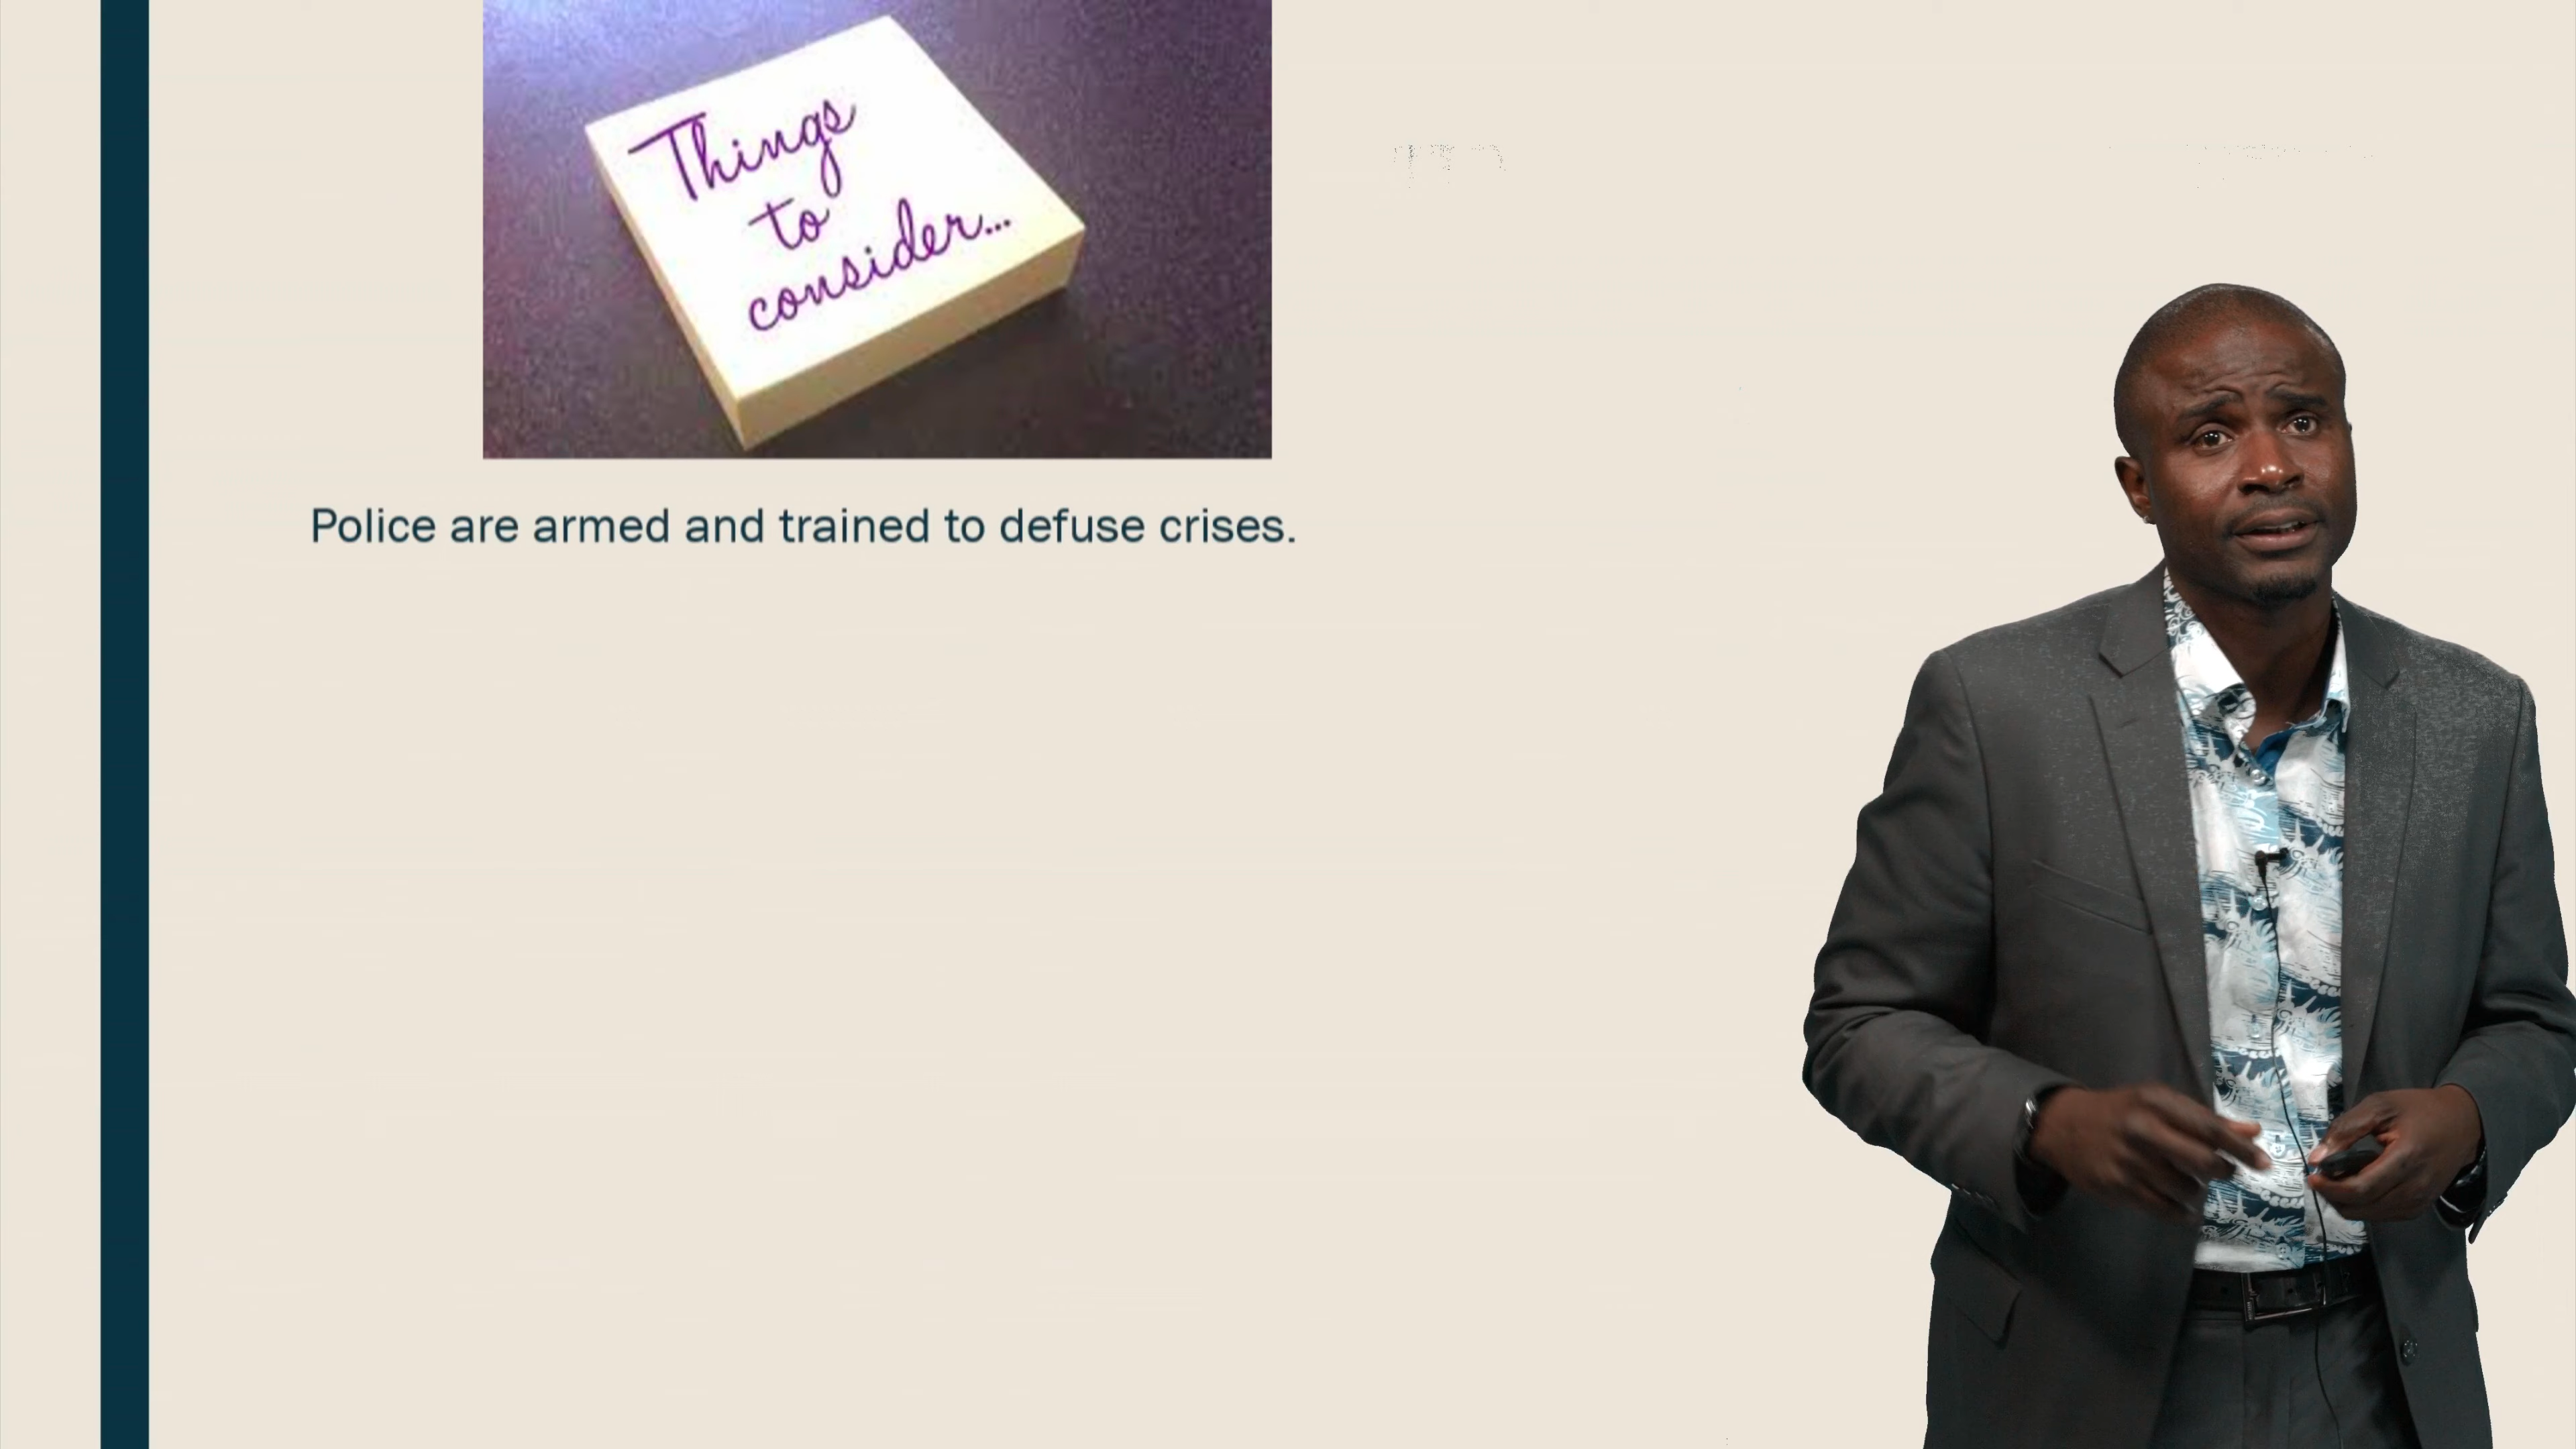 Things
to
consider...
Police are armed and trained to defuse crises.